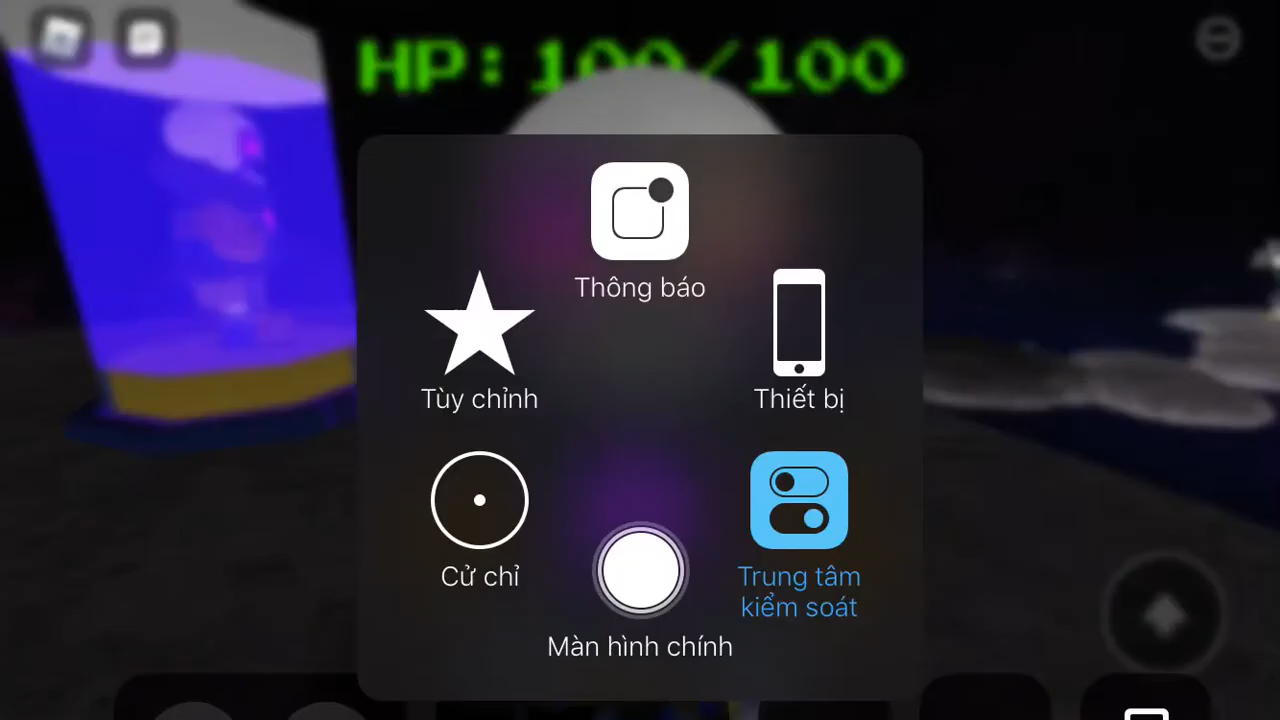 HP: 100/100
Thông báo
Tùy chỉnh
Thiết bị
Cử chỉ
Trung tâm
kiểm soát
Màn hình chính